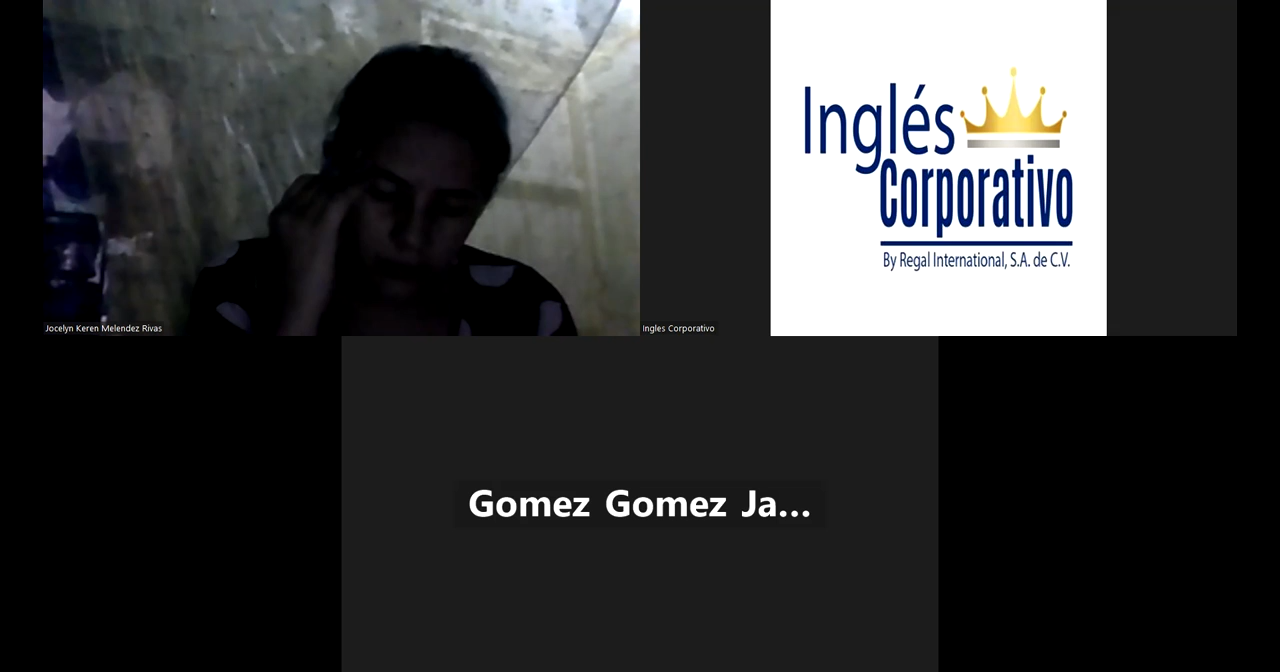 Inglés
Corporativo
By Regal International, S.A. de C.V.
Jocelyn Keren Melendez Rivas
Ingles Corporativo
Gomez Gomez Ja...